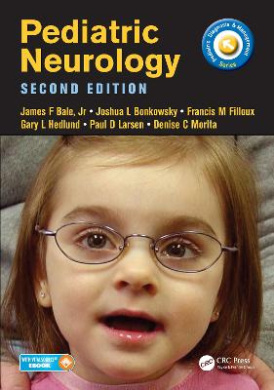 Pediatric
Neurology
SECOND EDITION
James F Bale, Jr • Joshua L Bonkowsky • Francis M Filloux
Gary L Hedlund • Paul D Larsen • Denise C Morita
EBOOK
CRC Press